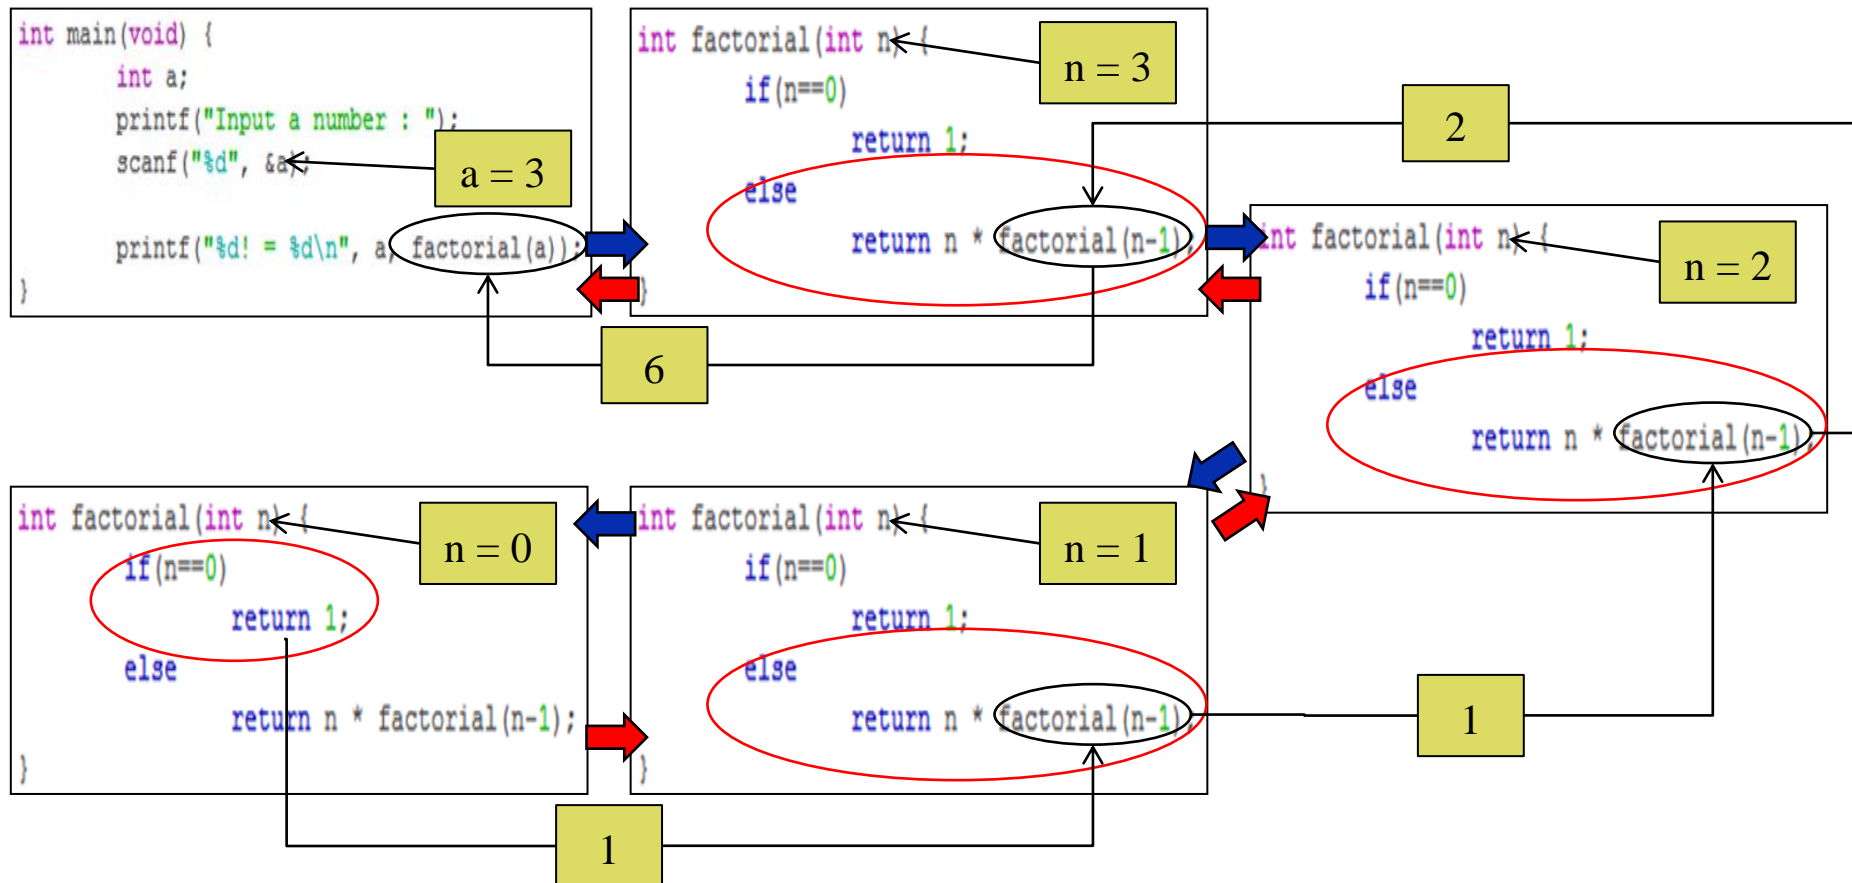 int main(void) {
int a;
printf("Input a number : ");
scanf("%d", &a);
a = 3
printf("%d! = %d\n", a, factorial(a));
}
int factorial(int n) {
n = 3
if(n==0)
return 1;
else
return n * factorial(n-1);
}
2
6
int factorial(int n) {
n = 2
if(n==0)
return 1;
else
return n * factorial(n-1);
}
int factorial(int n) {
n = 0
if(n==0)
return 1;
else
return n * factorial(n-1);
}
int factorial(int n) {
n = 1
if(n==0)
return 1;
else
return n * factorial(n-1);
}
1
1